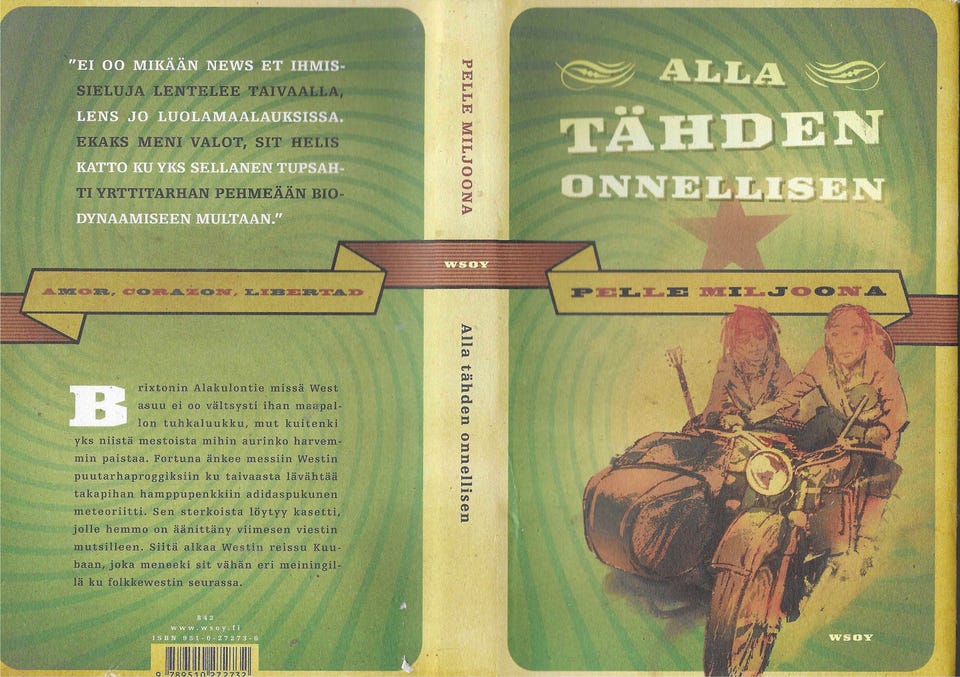 "EI OO MIKÄÄN NEWS ET IHMIS-
SIELUJA LENTELEE TAIVAALLA,
LENS JO LUOLAMAALAUKSISSA.
EKAKS MENI VALOT, SIT HELIS
KATTO KU YKS SELLANEN TUPSAH-
TI YRTTITARHAN PEHMEÄÄN BIO-
DYNAAMISEEN MULTAAN."
AMOR, CORAZON, LIBERTAD
Brixtonin Alakulontie missä West
asuu ei oo vältsysti ihan maapal-
lon tuhkaluukku, mut kuitenki
yks niistä mestoista mihin aurinko harvem-
min paistaa. Fortuna änkee messiin Westin
puutarhaproggiksiin ku taivaasta lävähtää
takapihan hamppupenkkiin adidaspukunen
meteoriitti. Sen sterkoista löytyy kasetti,
jolle hemmo on äänittäny viimesen viestin
mutsilleen. Siitä alkaa Westin reissu Kuu-
baan, joka meneeki sit vähän eri meiningil-
lä ku folkkewestin seurassa.
842
www.wsoy.fi
ISBN 951-0-27273-6
9 789510 272732
PELLE MILJOONA
WSOY
Alla tähden onnellisen
ALLA
TÄHDEN
ONNELLISEN
PELLE MILJOONA
WSOY